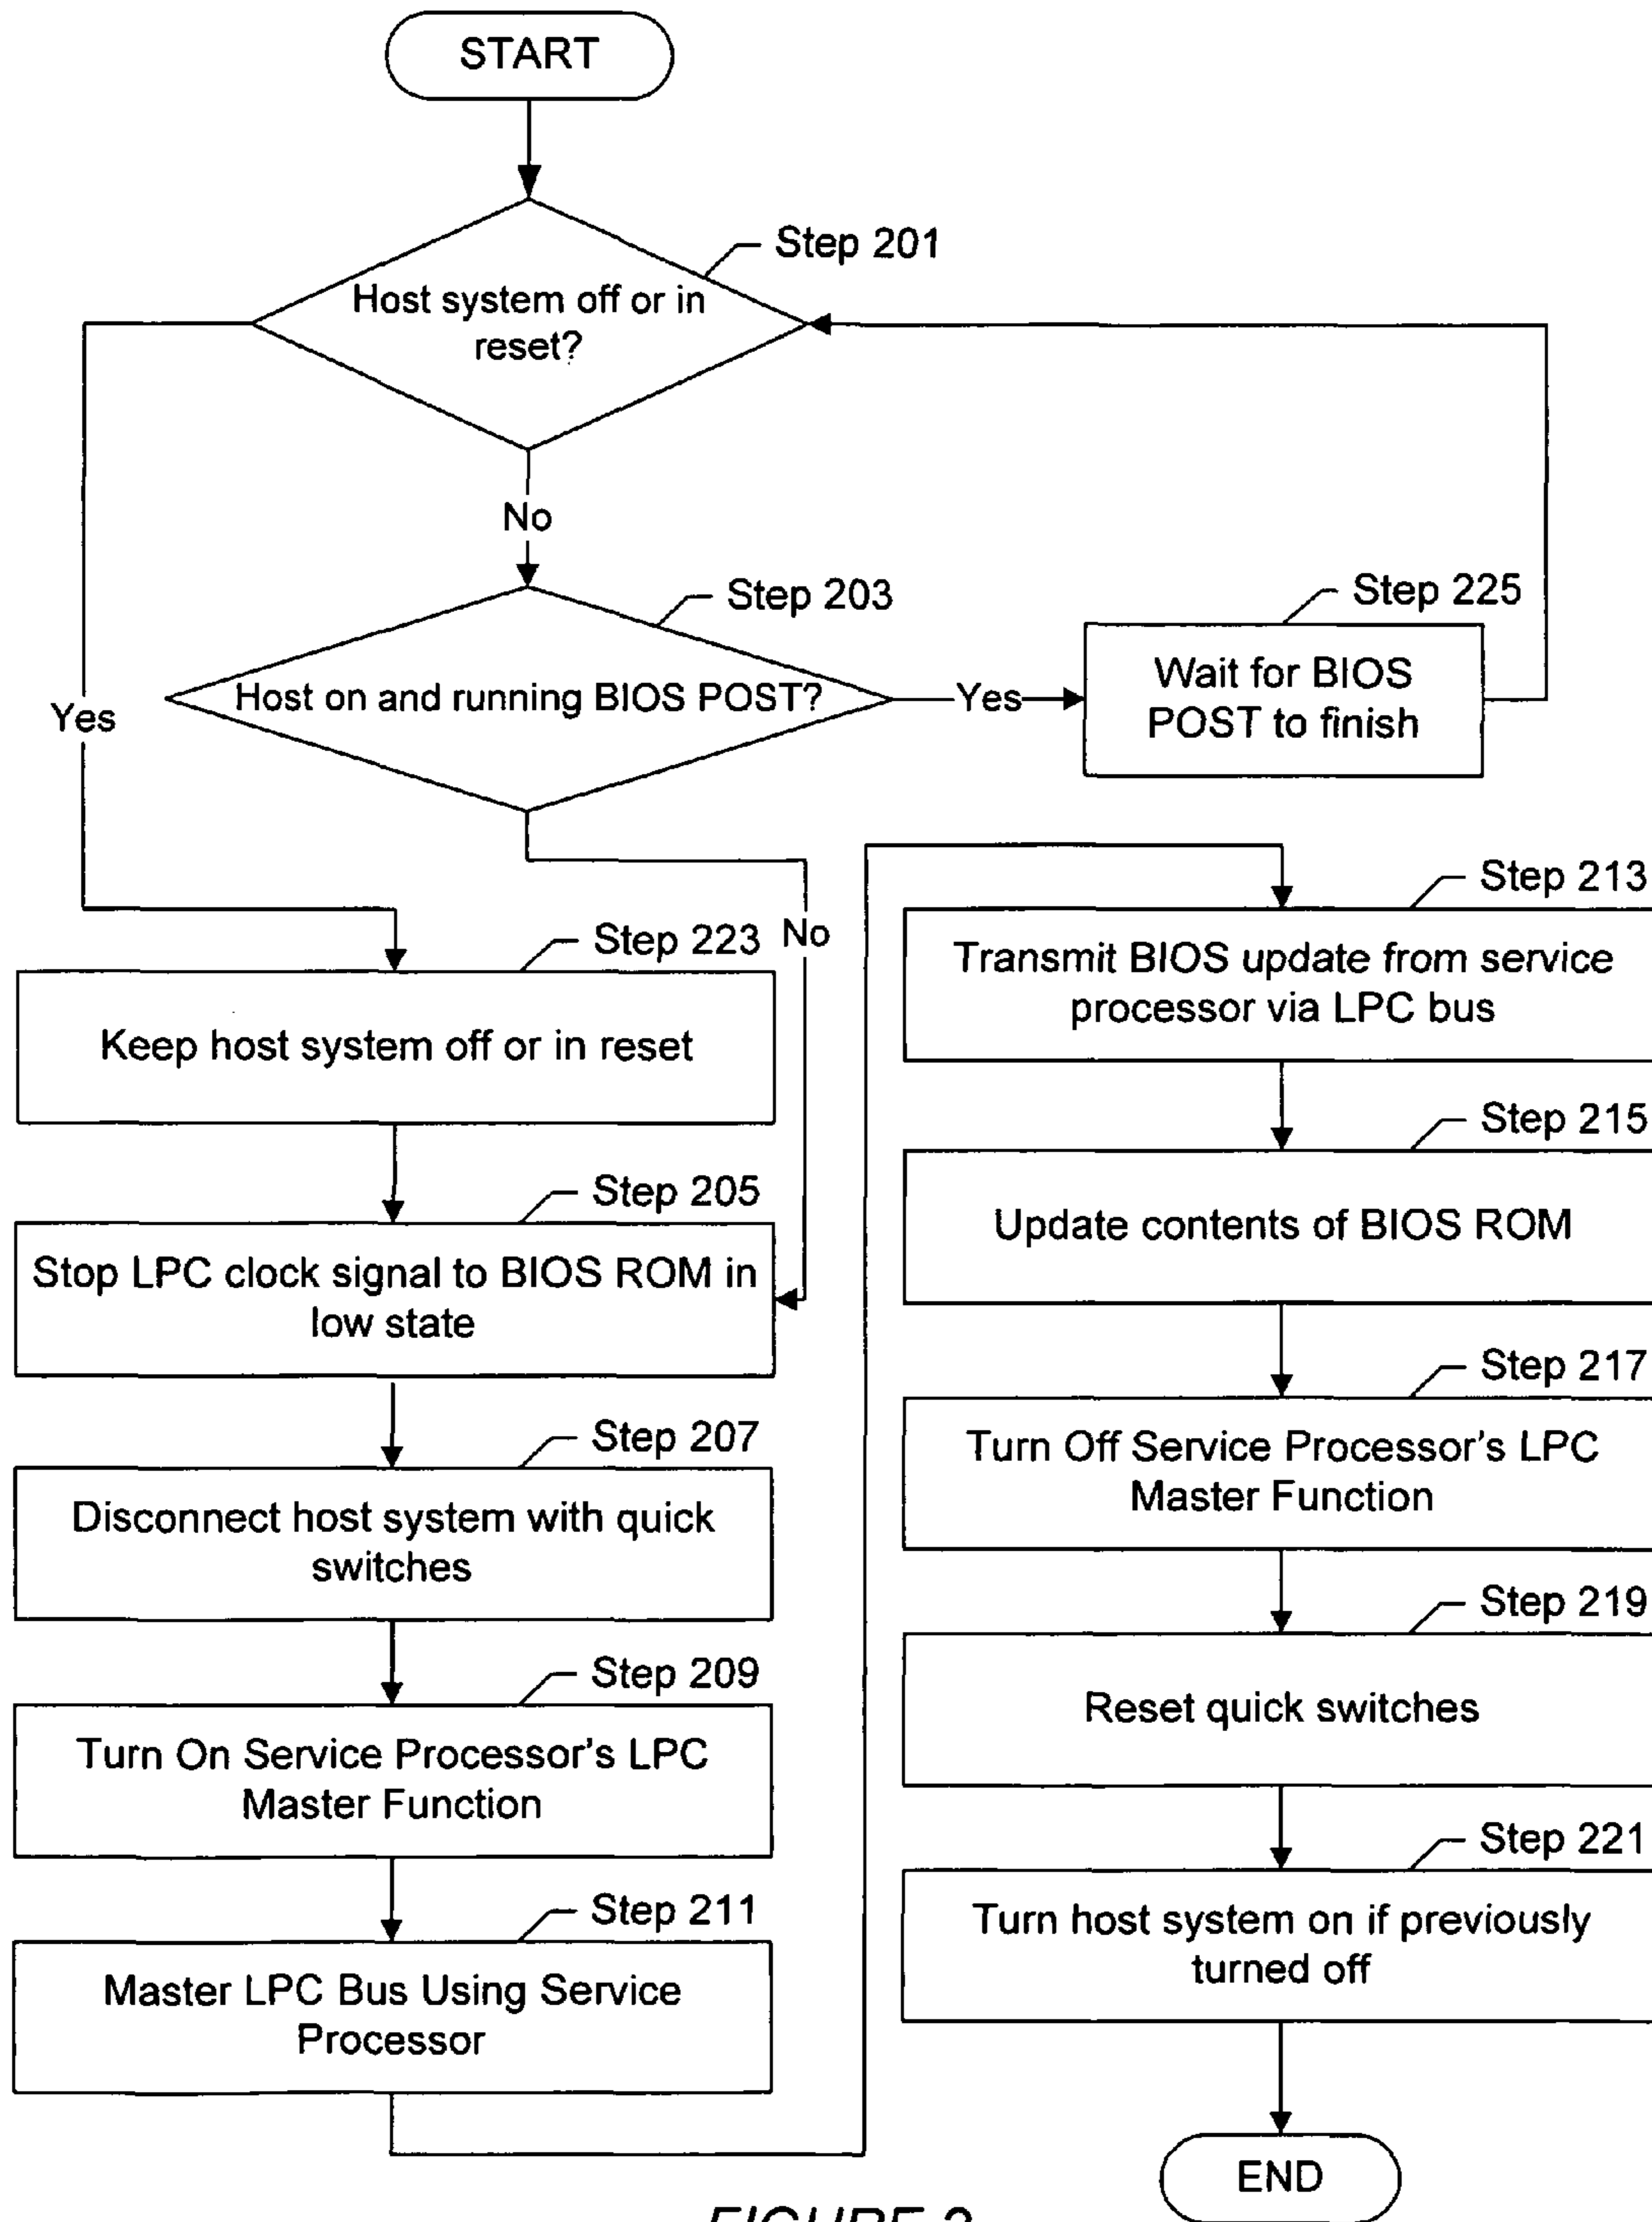 START
Step 201
Host system off or in
reset?
No
Yes
Step 203
Host on and running BIOS POST?
Yes
Step 225
Wait for BIOS
POST to finish
No
Step 223
Keep host system off or in reset
Step 205
Stop LPC clock signal to BIOS ROM in
low state
Step 207
Disconnect host system with quick
switches
Step 209
Turn On Service Processor's LPC
Master Function
Step 211
Master LPC Bus Using Service
Processor
Step 213
Transmit BIOS update from service
processor via LPC bus
Step 215
Update contents of BIOS ROM
Step 217
Turn Off Service Processor's LPC
Master Function
Step 219
Reset quick switches
Step 221
Turn host system on if previously
turned off
END